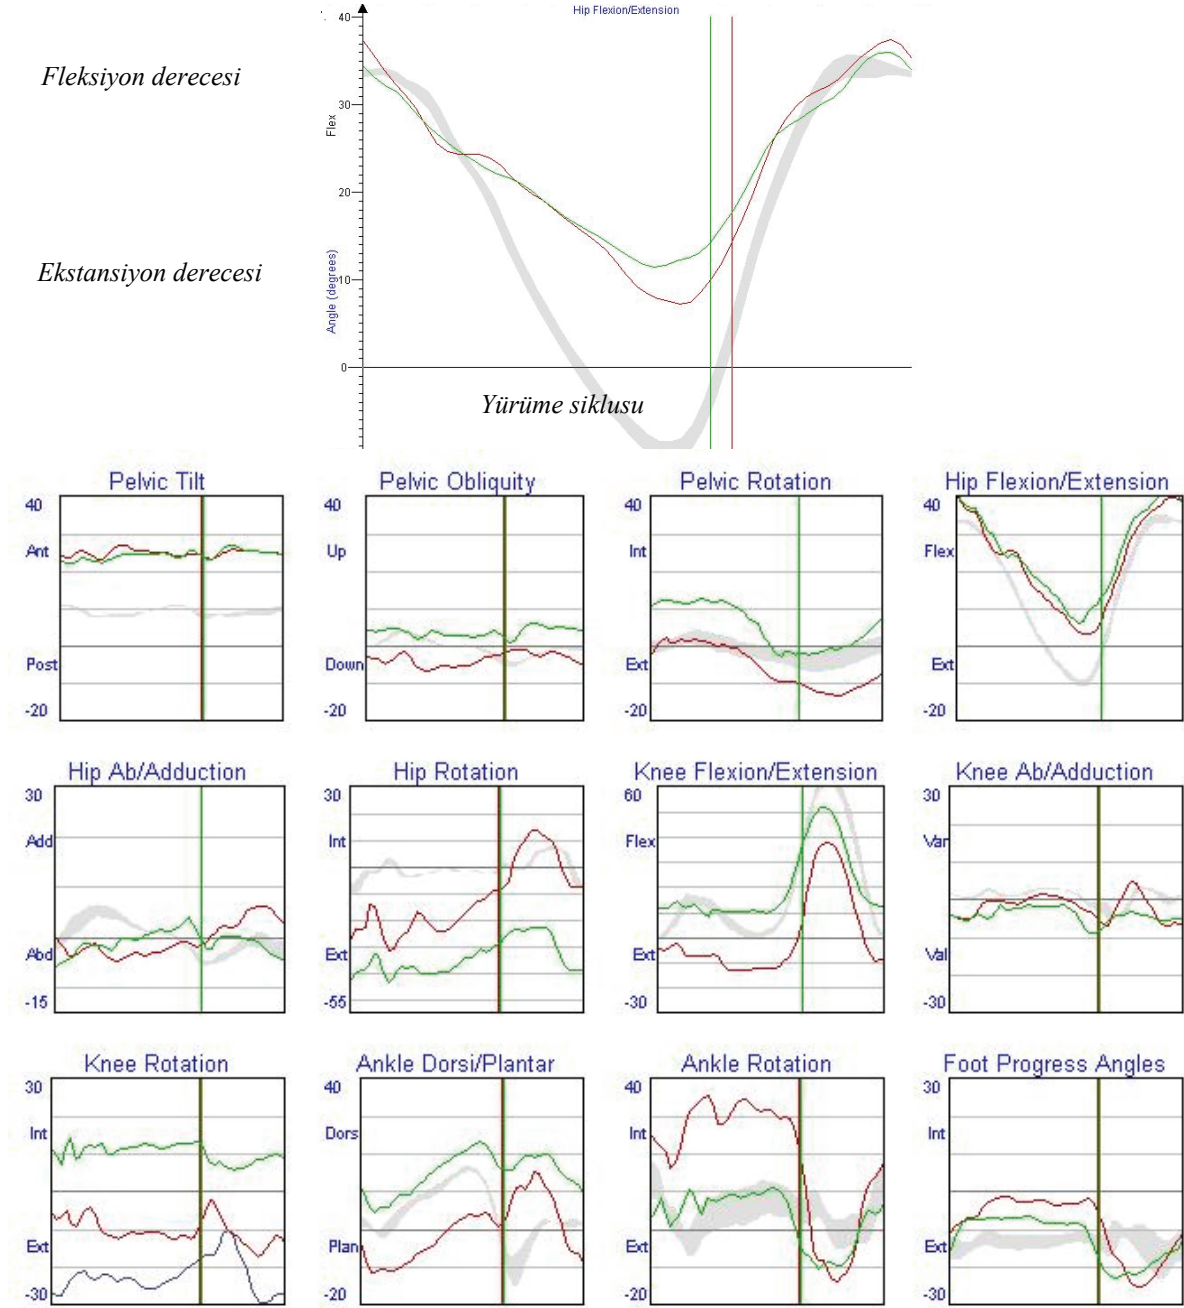 Hip Flexion/Extension
40
Fleksiyon derecesi
30
Flex
20
Ekstansiyon derecesi
10
Angle (degrees)
0
Yürüme siklusu
Pelvic Tilt
40
Ant
Post
-20
Pelvic Obliquity
40
Up
Down
-20
Pelvic Rotation
40
Int
Ext
-20
Hip Flexion/Extension
40
Flex
Ext
-20
Hip Ab/Adduction
30
Add
Abd
-15
Hip Rotation
30
Int
Ext
-55
Knee Flexion/Extension
60
Flex
Ext
-30
Knee Ab/Adduction
30
Var
Val
-30
Knee Rotation
30
Int
Ext
-30
Ankle Dorsi/Plantar
40
Dors
Plan
-20
Ankle Rotation
40
Int
Ext
-20
Foot Progress Angles
30
Int
Ext
-30